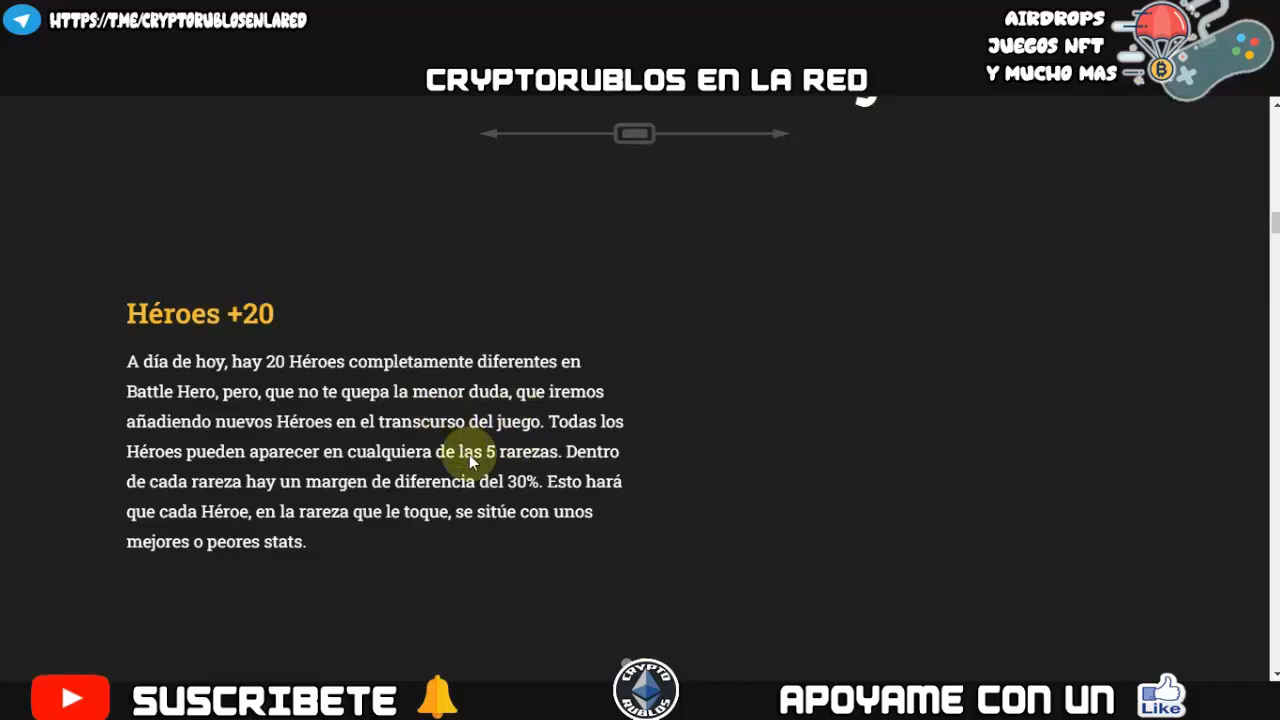 HTTPS://T.ME/CRYPTORUBLOSENLARED
AIRDROPS
JUEGOS NFT
Y MUCHO MAS
CRYPTORUBLOS EN LA RED
Héroes +20
A día de hoy, hay 20 Héroes completamente diferentes en
Battle Hero, pero, que no te quepa la menor duda, que iremos
añadiendo nuevos Héroes en el transcurso del juego. Todas los
Héroes pueden aparecer en cualquiera de las 5 rarezas. Dentro
de cada rareza hay un margen de diferencia del 30%. Esto hará
que cada Héroe, en la rareza que le toque, se sitúe con unos
mejores o peores stats.
SUSCRIBETE
CRYPTO
RUBLOS
APOYAME CON UN
Like